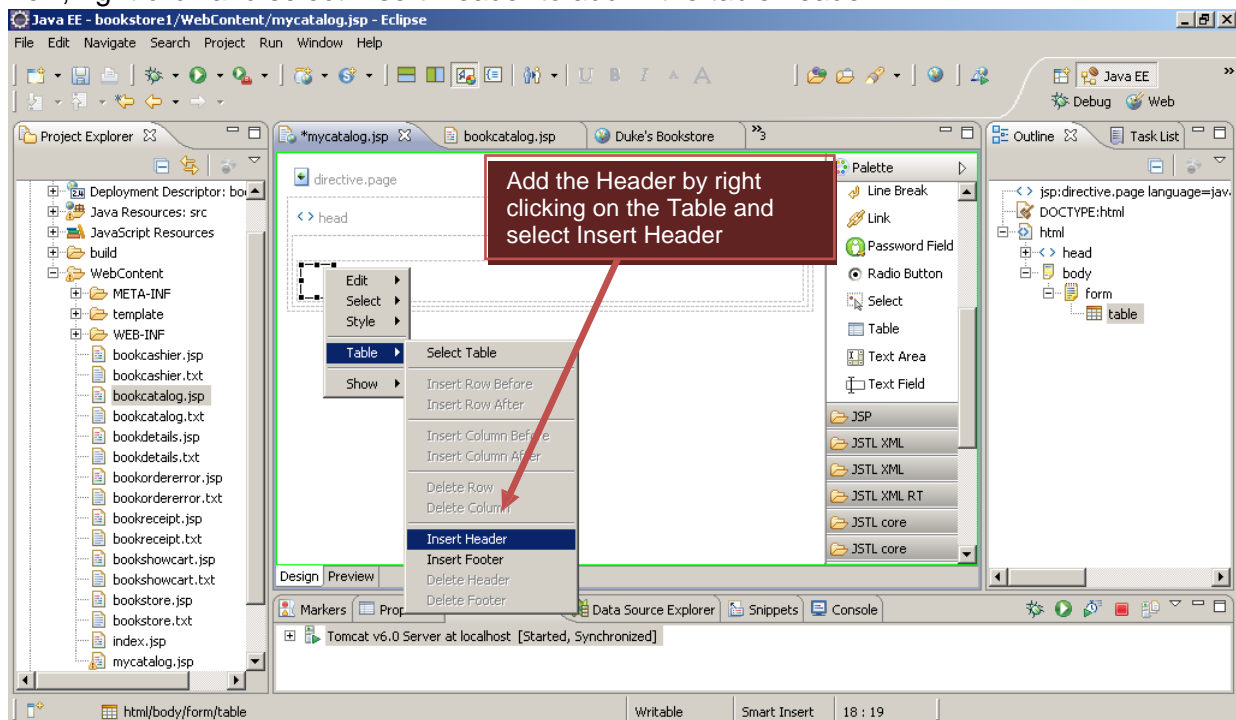 Java EE - bookstore1/WebContent/mycatalog.jsp - Eclipse
File Edit Navigate Search Project Run Window Help
Java EE
Debug Web
Project Explorer
Deployment Descriptor: boo
Java Resources: src
JavaScript Resources
build
WebContent
META-INF
template
WEB-INF
bookcashier.jsp
bookcashier.txt
bookcatalog.jsp
bookcatalog.txt
bookdetails.jsp
bookdetails.txt
bookordererror.jsp
bookordererror.txt
bookreceipt.jsp
bookreceipt.txt
bookshowcart.jsp
bookshowcart.txt
bookstore.jsp
bookstore.txt
index.jsp
mycatalog.jsp
*mycatalog.jsp bookcatalog.jsp Duke's Bookstore 3
directive.page
head
Add the Header by right
clicking on the Table and
select Insert Header
Edit
Select
Style
Table
Show
Select Table
Insert Row Before
Insert Row After
Insert Column Before
Insert Column After
Delete Row
Delete Column
Insert Header
Insert Footer
Delete Header
Delete Footer
Design Preview
Palette
Line Break
Link
Password Field
Radio Button
Select
Table
Text Area
Text Field
JSP
JSTL XML
JSTL XML
JSTL XML RT
JSTL core
JSTL core
Outline Task List
jsp:directive.page language=jav
DOCTYPE:html
html
head
body
form
table
Markers Data Source Explorer Snippets Console
Tomcat v6.0 Server at localhost [Started, Synchronized]
html/body/form/table Writable Smart Insert 18 : 19